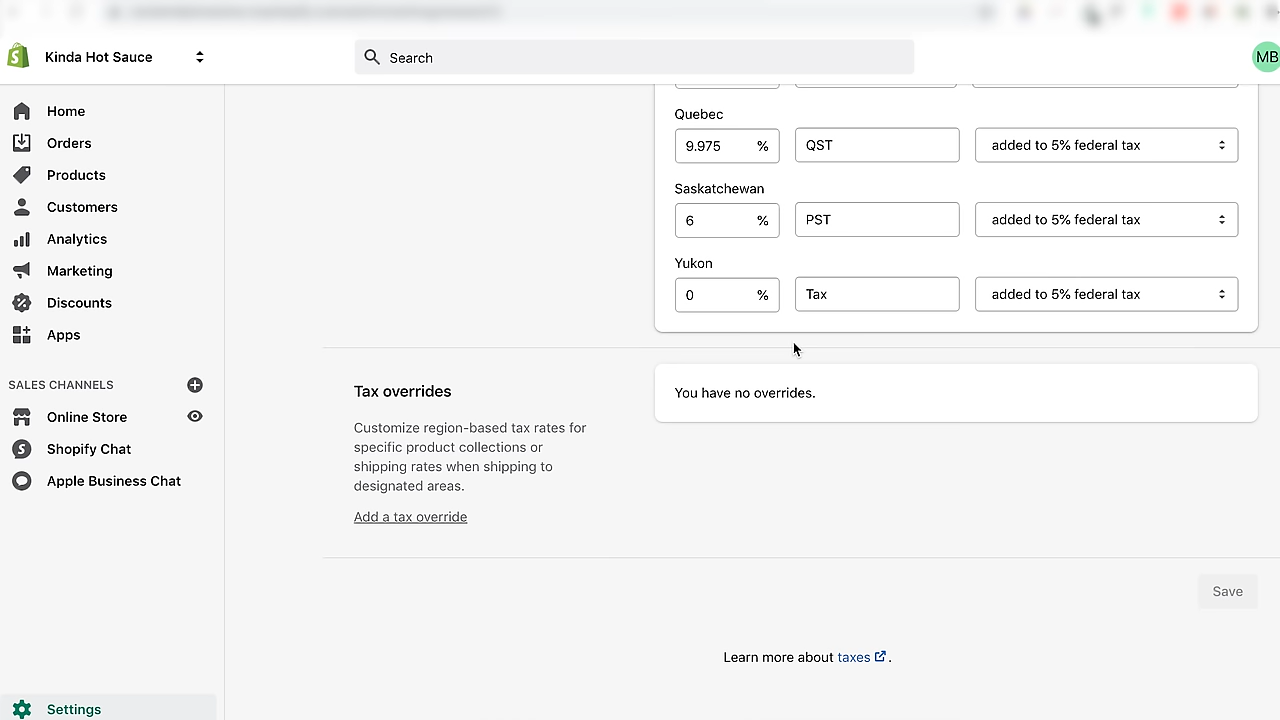 Kinda Hot Sauce
Search
MB
Home
Orders
Products
Customers
Analytics
Marketing
Discounts
Apps
SALES CHANNELS
Online Store
Shopify Chat
Apple Business Chat
Settings
Quebec
9.975 % QST added to 5% federal tax
Saskatchewan
6 % PST added to 5% federal tax
Yukon
0 % Tax added to 5% federal tax
Tax overrides
Customize region-based tax rates for
specific product collections or
shipping rates when shipping to
designated areas.
Add a tax override
You have no overrides.
Save
Learn more about taxes .